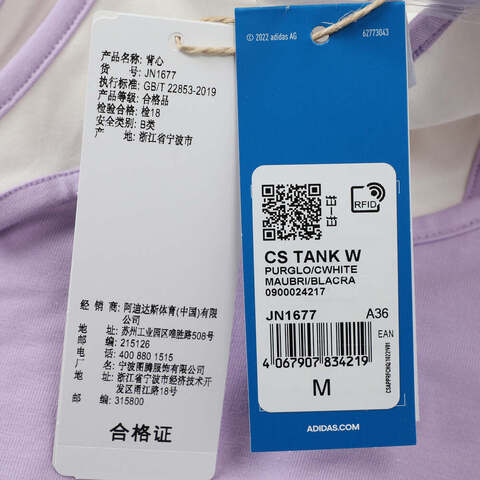 产品名称: 背心
货 号: JN1677
执行标准: GB/T 22853-2019
产品等级: 合格品
检验合格: 检18
安全类别: B类
产 地: 浙江省宁波市
经 销 商: 阿迪达斯体育(中国)有限
公司
地 址: 苏州工业园区唯胜路508号
邮 编: 215126
电 话: 400 880 1515
厂 名: 宁波图腾服饰有限公司
地 址: 浙江省宁波市经济技术开
发区甬江路18号
邮 编: 315800
合格证
© 2022 adidas AG
62773043
RFID
M
CS TANK W
PURGLO/CWHITE
MAUBRI/BLACRA
0900024217
JN1677 A36
EAN
4 067907 834219
M
ADIDAS.COM